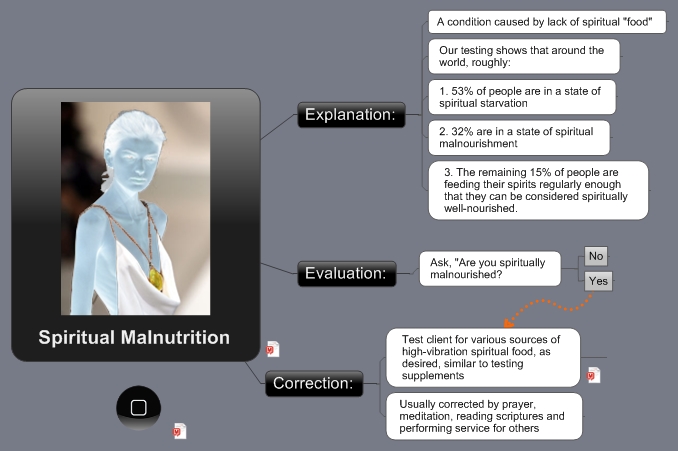 Spiritual Malnutrition
Explanation:
A condition caused by lack of spiritual "food"
Our testing shows that around the
world, roughly:
1. 53% of people are in a state of
spiritual starvation
2. 32% are in a state of spiritual
malnourishment
3. The remaining 15% of people are
feeding their spirits regularly enough
that they can be considered spiritually
well-nourished.
Evaluation:
Ask, "Are you spiritually
malnourished?
No
Yes
Correction:
Test client for various sources of
high-vibration spiritual food, as
desired, similar to testing
supplements
Usually corrected by prayer,
meditation, reading scriptures and
performing service for others